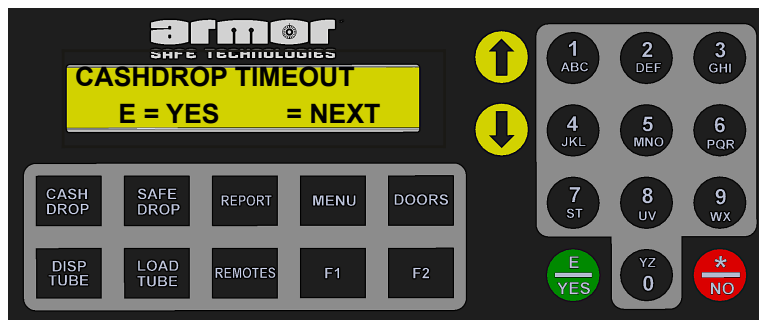 armor
SAFE TECHNOLOGIES
CASHDROP TIMEOUT
E = YES = NEXT
CASH DROP
SAFE DROP
REPORT
MENU
DOORS
DISP TUBE
LOAD TUBE
REMOTES
F1
F2
1
ABC
2
DEF
3
GHI
4
JKL
5
MNO
6
PQR
7
ST
8
UV
9
WX
E
YES
YZ
0
*
NO